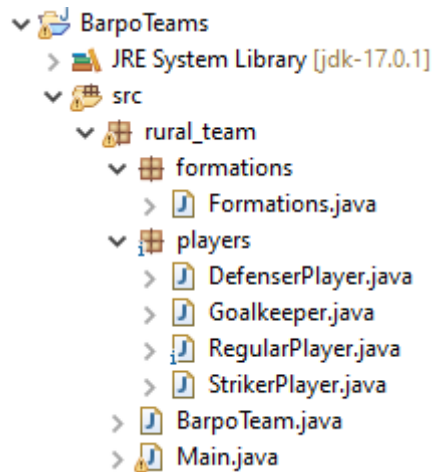 BarpoTeams
JRE System Library [jdk-17.0.1]
src
rural_team
formations
Formations.java
players
DefenserPlayer.java
Goalkeeper.java
RegularPlayer.java
StrikerPlayer.java
BarpoTeam.java
Main.java